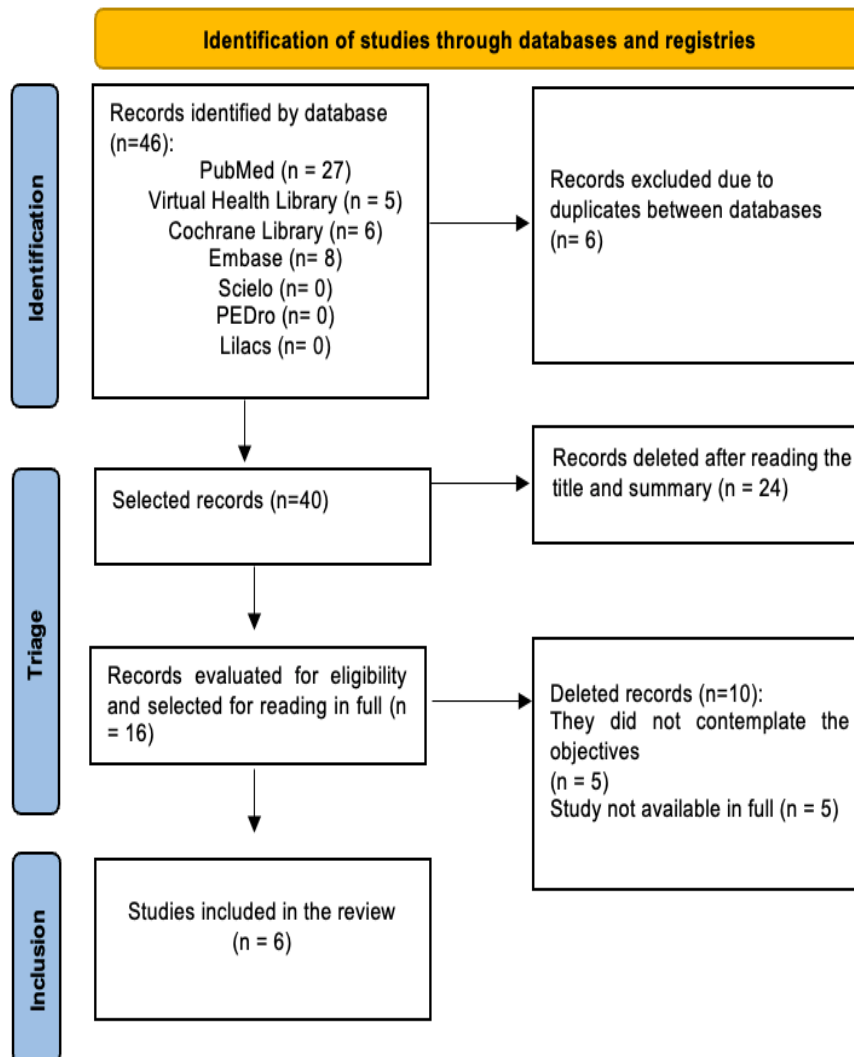 Identification of studies through databases and registries
Identification
Records identified by database
(n=46):
PubMed (n = 27)
Virtual Health Library (n = 5)
Cochrane Library (n= 6)
Embase (n= 8)
Scielo (n= 0)
PEDro (n= 0)
Lilacs (n= 0)
Records excluded due to
duplicates between databases
(n= 6)
Triage
Selected records (n=40)
Records deleted after reading the
title and summary (n = 24)
Records evaluated for eligibility
and selected for reading in full (n
= 16)
Deleted records (n=10):
They did not contemplate the
objectives
(n = 5)
Study not available in full (n = 5)
Inclusion
Studies included in the review
(n = 6)